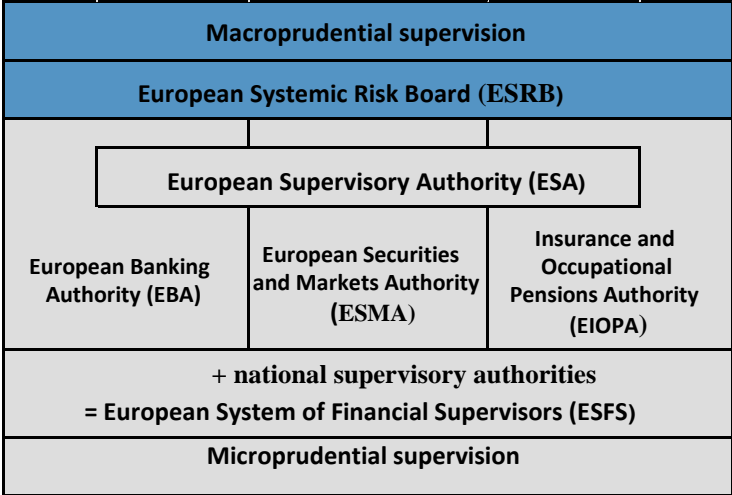 Macroprudential supervision
European Systemic Risk Board (ESRB)
European Supervisory Authority (ESA)
European Banking
Authority (EBA)
European Securities
and Markets Authority
(ESMA)
Insurance and
Occupational
Pensions Authority
(EIOPA)
+ national supervisory authorities
= European System of Financial Supervisors (ESFS)
Microprudential supervision